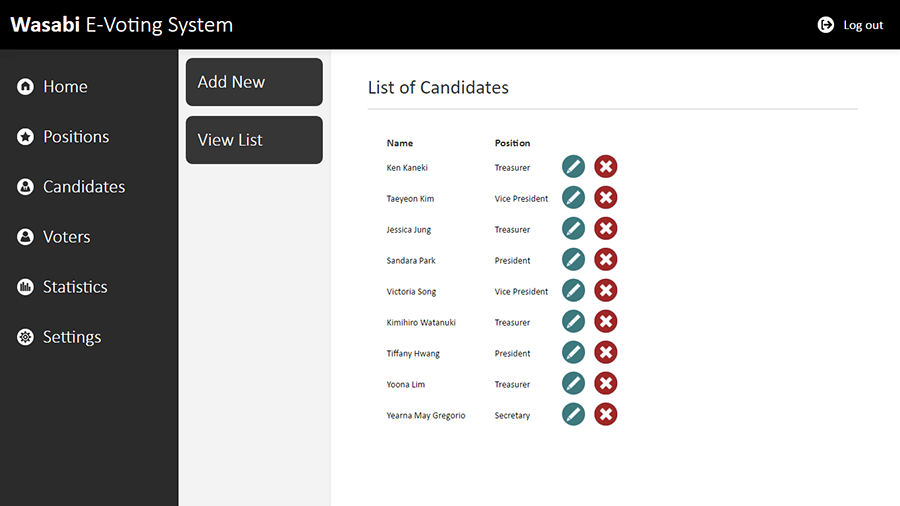 Wasabi E-Voting System
Log out
Home
Positions
Candidates
Voters
Statistics
Settings
Add New
View List
List of Candidates
Name Position
Ken Kaneki Treasurer
Taeyeon Kim Vice President
Jessica Jung Treasurer
Sandara Park President
Victoria Song Vice President
Kimihiro Watanuki Treasurer
Tiffany Hwang President
Yoona Lim Treasurer
Yearna May Gregorio Secretary